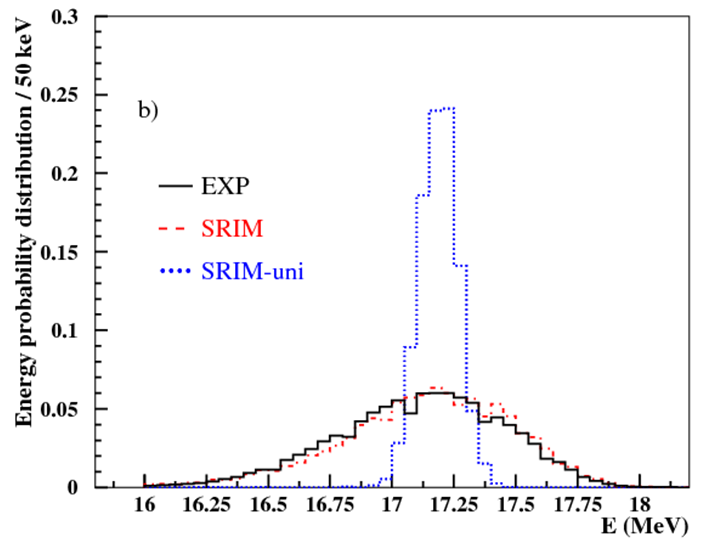 Energy probability distribution / 50 keV
0.3
0.25
0.2
0.15
0.1
0.05
0
b)
EXP
SRIM
SRIM-uni
16 16.25 16.5 16.75 17 17.25 17.5 17.75 18
E (MeV)